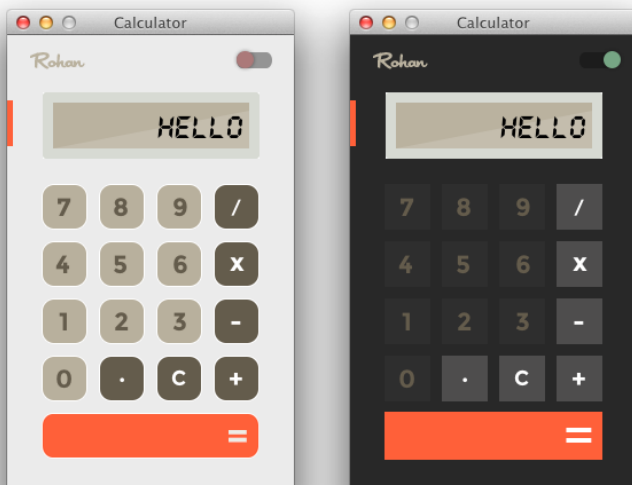 Calculator
Rohan
HELLO
7 8 9 /
4 5 6 X
1 2 3 -
0 . C +
=
Calculator
Rohan
HELLO
7 8 9 /
4 5 6 X
1 2 3 -
0 . C +
=